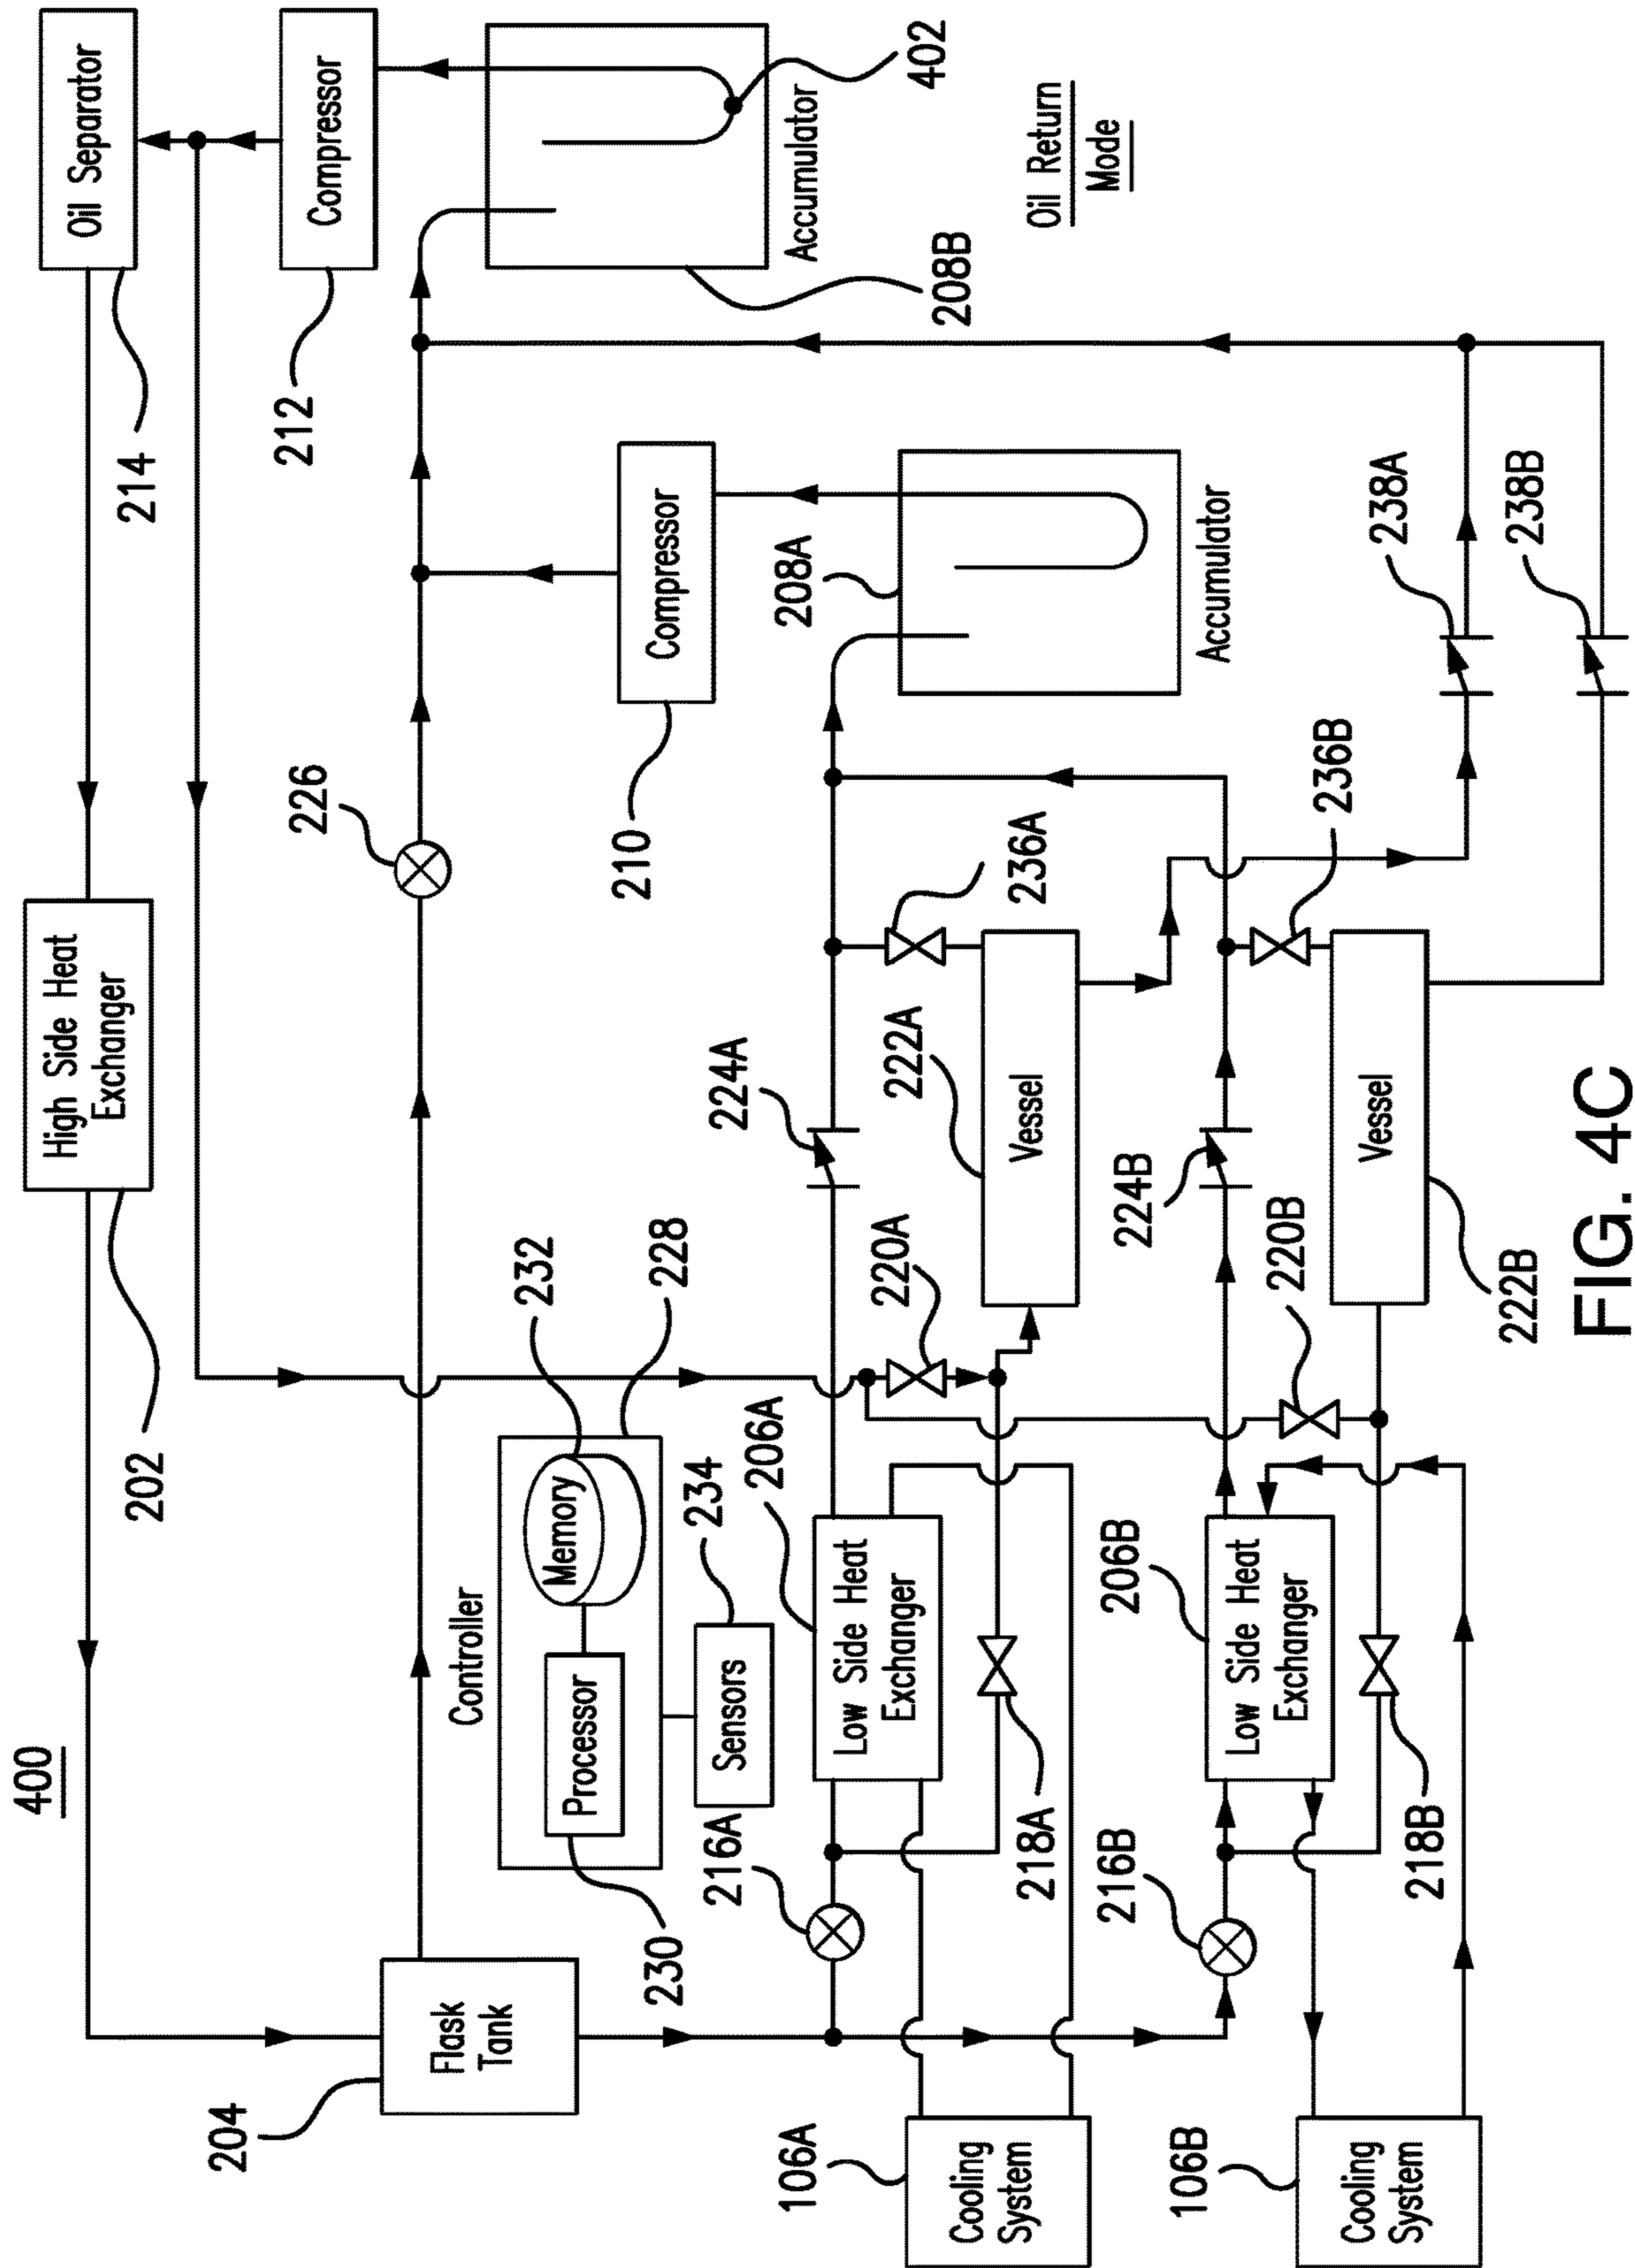 400
202
High Side Heat
Exchanger
214
Oil Separator
204
Flask
Tank
226
212
Compressor
Controller
Processor
Memory
232
228
230
Sensors
234
210
Compressor
208B
Accumulator
402
Oil Return
Mode
216A
206A
Low Side Heat
Exchanger
224A
220A
236A
208A
Accumulator
106A
Cooling
System
218A
222A
Vessel
216B
206B
Low Side Heat
Exchanger
224B
220B
236B
238A
238B
106B
Cooling
System
218B
222B
Vessel
FIG. 4C